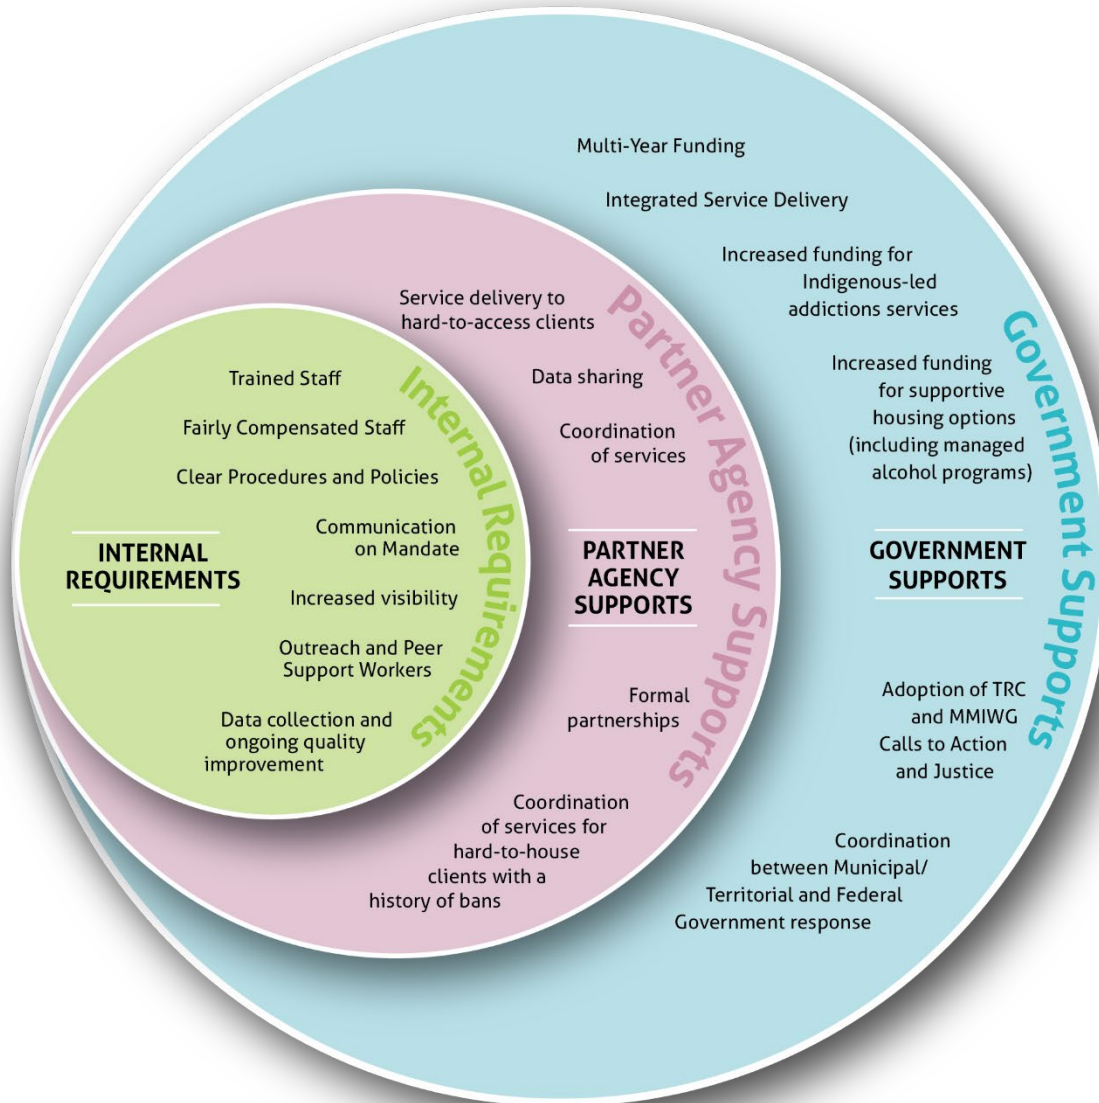 Multi-Year Funding
Integrated Service Delivery
Increased funding for
Indigenous-led
addictions services
Increased funding
for supportive
housing options
(including managed
alcohol programs)
GOVERNMENT
SUPPORTS
Adoption of TRC
and MMIWG
Calls to Action
and Justice
Coordination
between Municipal/
Territorial and Federal
Government response
Government Supports
Service delivery to
hard-to-access clients
Data sharing
Coordination
of services
PARTNER
AGENCY
SUPPORTS
Formal
partnerships
Coordination
of services for
hard-to-house
clients with a
history of bans
Partner Agency Supports
Trained Staff
Fairly Compensated Staff
Clear Procedures and Policies
Communication
on Mandate
INTERNAL
REQUIREMENTS
Increased visibility
Outreach and Peer
Support Workers
Data collection and
ongoing quality
improvement
Internal Requirements